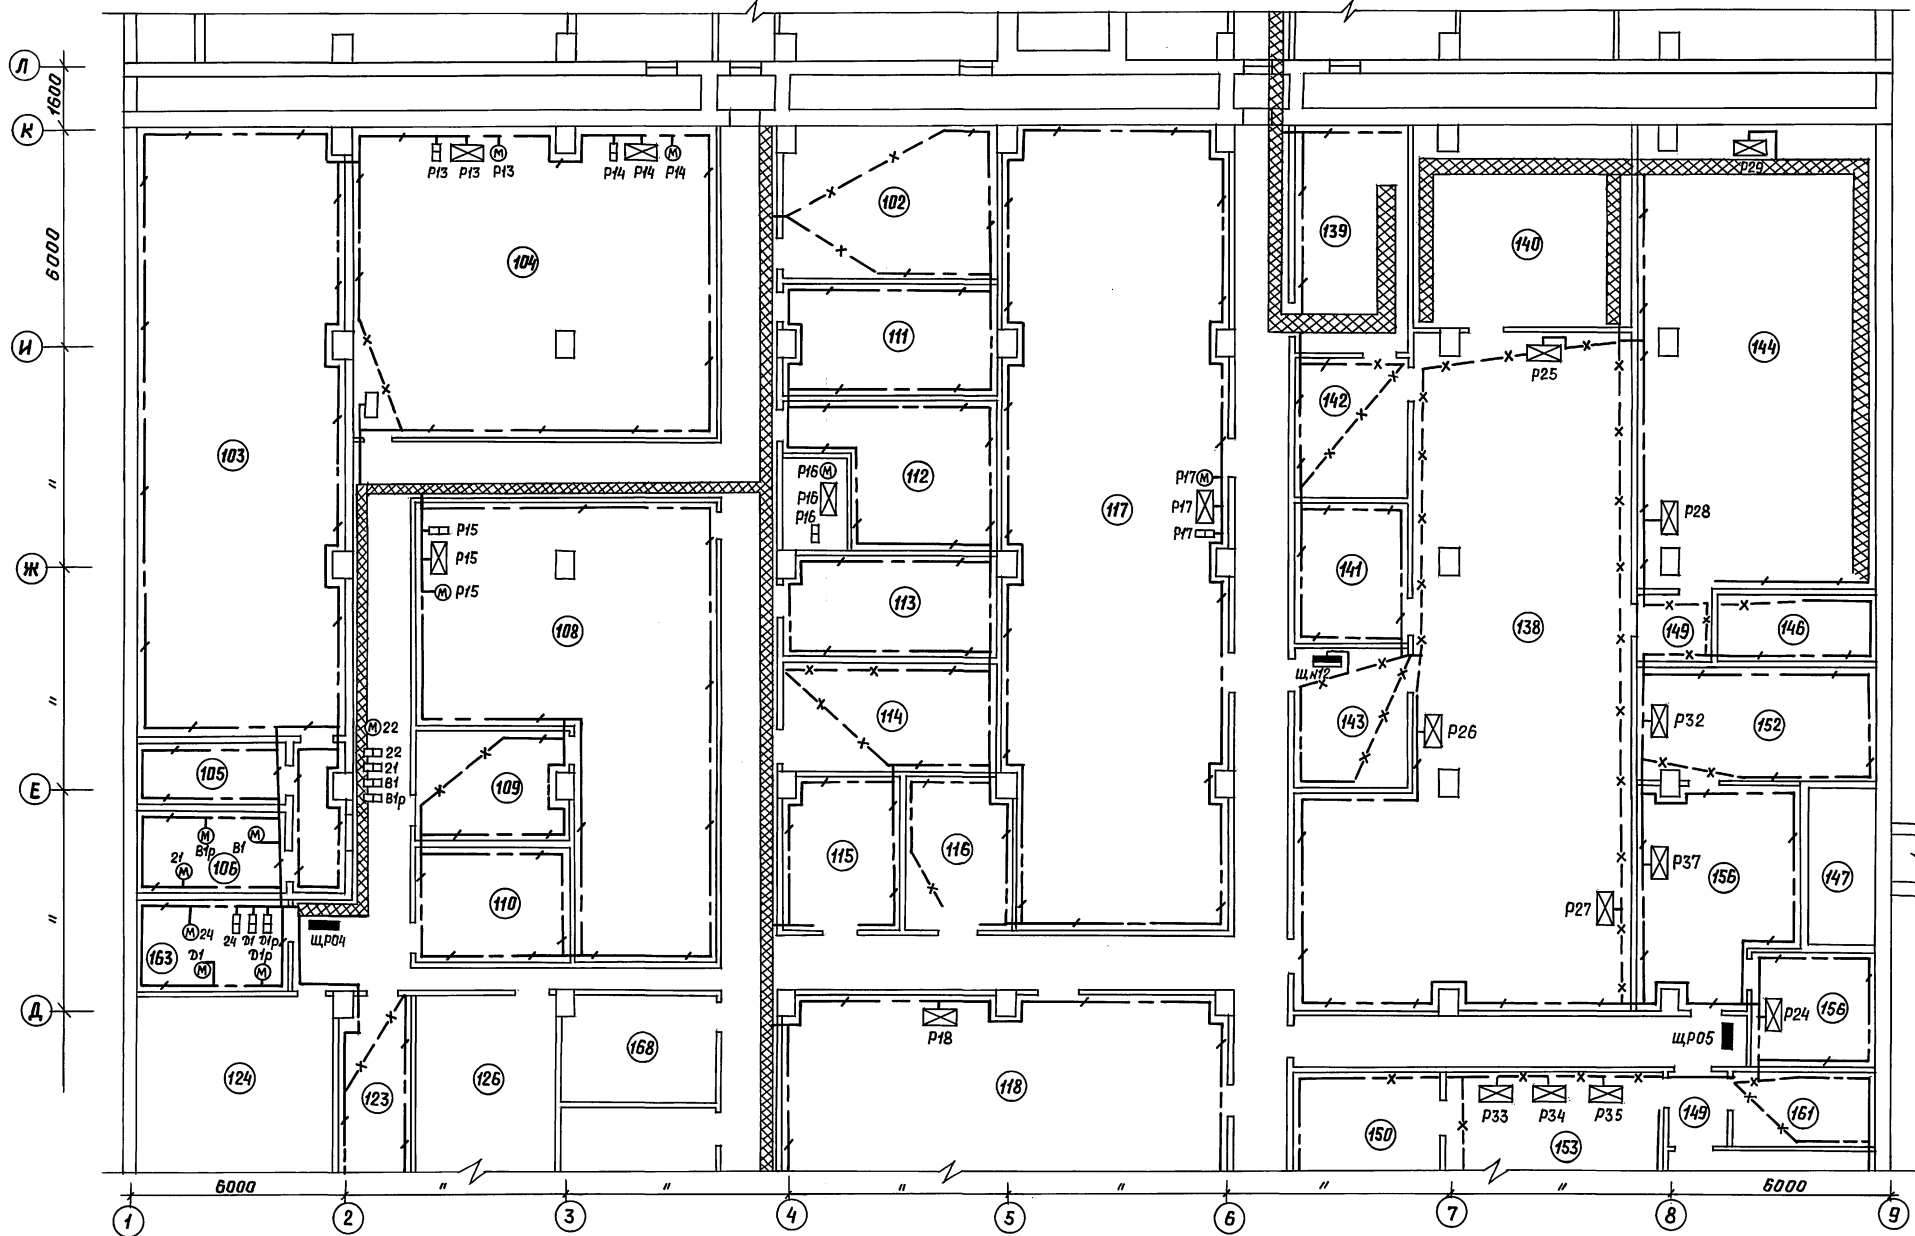 Л
1600
К
6000
И
"
Ж
"
Е
"
Д
Р13 Р13 Р13
Р14 Р14 Р14
Р29
102
139
140
104
111
144
Р25
142
103
112
Р16
Р16
Р16
117
Р17
Р17
Р17
Р28
Р15
Р15
Р15
141
113
108
138
149
146
Щ,N12
114
143
22
22
21
В1
В1р
Р26
Р32
152
105
109
115
116
В1р
В1
21
106
156
Р37
147
110
Р27
24
24
Д1
Д1р
Д1
Д1р
163
ЩР04
Р18
Р24
156
ЩР05
124
123
126
168
118
Р33
Р34
Р35
150
153
149
161
6000
"
"
"
"
"
"
6000
1
2
3
4
5
6
7
8
9